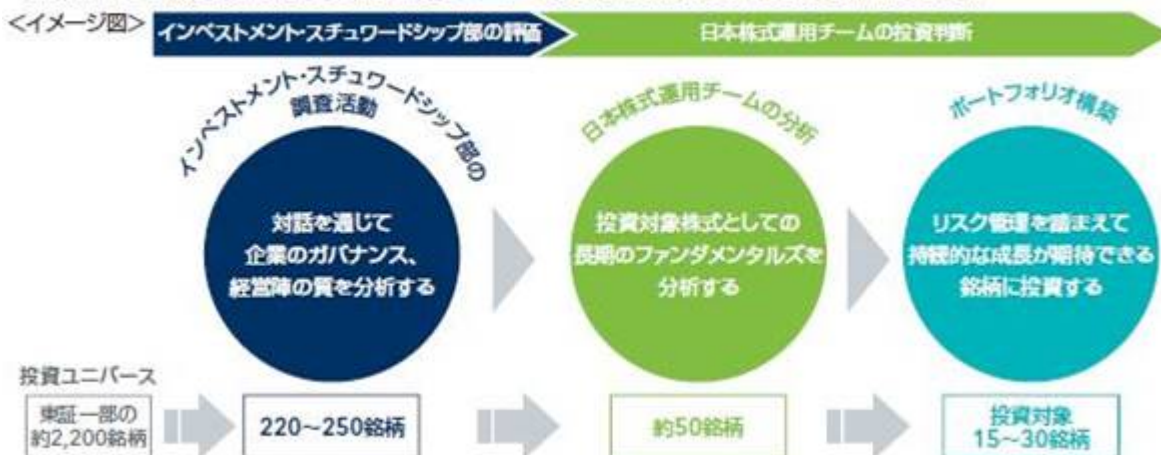 <イメージ図>
インベストメント・スチュワードシップ部の評価
日本株式運用チームの投資判断
インベストメント・スチュワードシップ部の
調査活動
対話を通じて
企業のガバナンス、
経営陣の質を分析する
日本株式運用チームの分析
投資対象株式としての
長期のファンダメンタルズを
分析する
ポートフォリオ構築
リスク管理を踏まえて
持続的な成長が期待できる
銘柄に投資する
投資ユニバース
東証一部の
約2,200銘柄
220～250銘柄
約50銘柄
投資対象
15～30銘柄